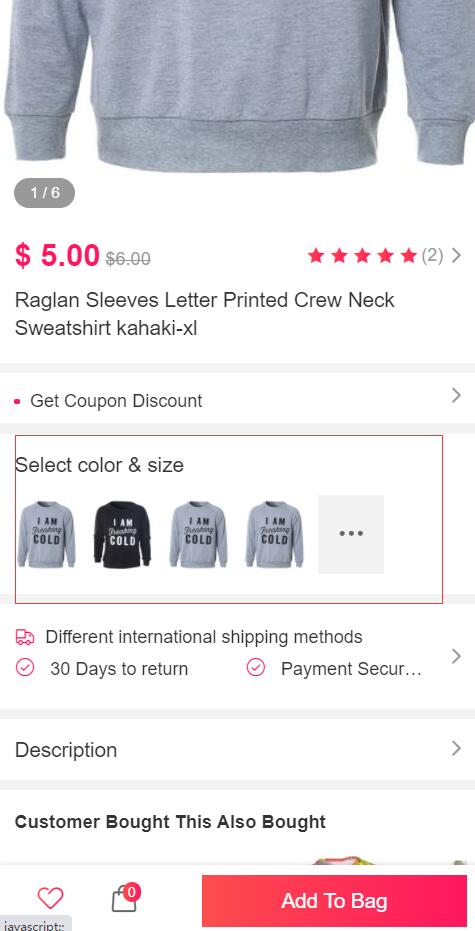 1 / 6
$ 5.00 $6.00 (2)
Raglan Sleeves Letter Printed Crew Neck
Sweatshirt kahaki-xl
Get Coupon Discount
Select color & size
I AM
Freaking
COLD
I AM
Freaking
COLD
I AM
Freaking
COLD
I AM
Freaking
COLD
...
Different international shipping methods
30 Days to return
Payment Secur...
Description
Customer Bought This Also Bought
0
Add To Bag
javascript:;